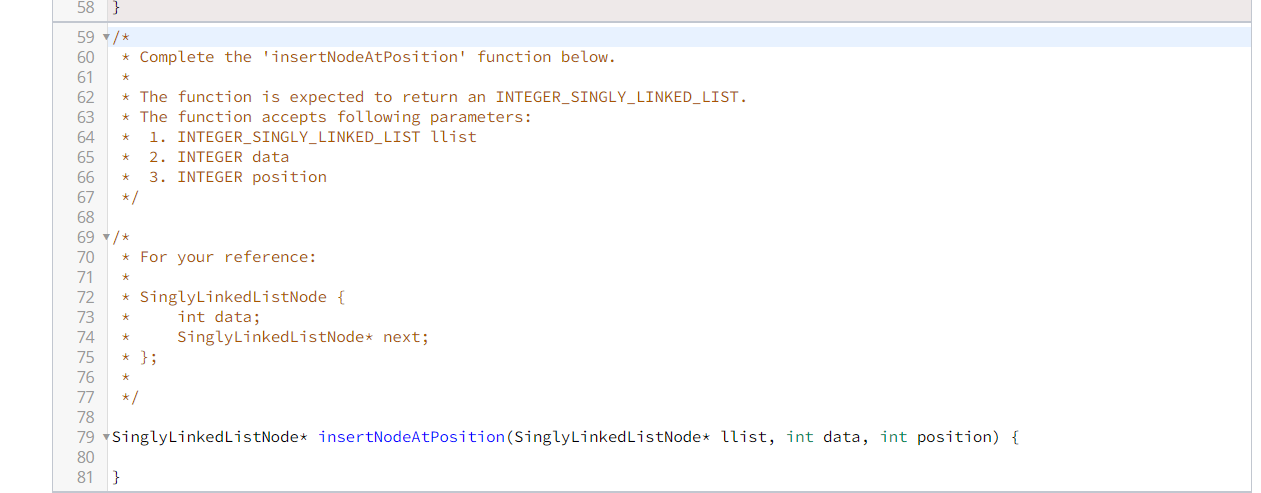 58 }
59 /*
60  * Complete the 'insertNodeAtPosition' function below.
61  *
62  * The function is expected to return an INTEGER_SINGLY_LINKED_LIST.
63  * The function accepts following parameters:
64  *  1. INTEGER_SINGLY_LINKED_LIST llist
65  *  2. INTEGER data
66  *  3. INTEGER position
67  */
68
69 /*
70  * For your reference:
71  *
72  * SinglyLinkedListNode {
73  *     int data;
74  *     SinglyLinkedListNode* next;
75  * };
76  *
77  */
78
79 SinglyLinkedListNode* insertNodeAtPosition(SinglyLinkedListNode* llist, int data, int position) {
80
81 }